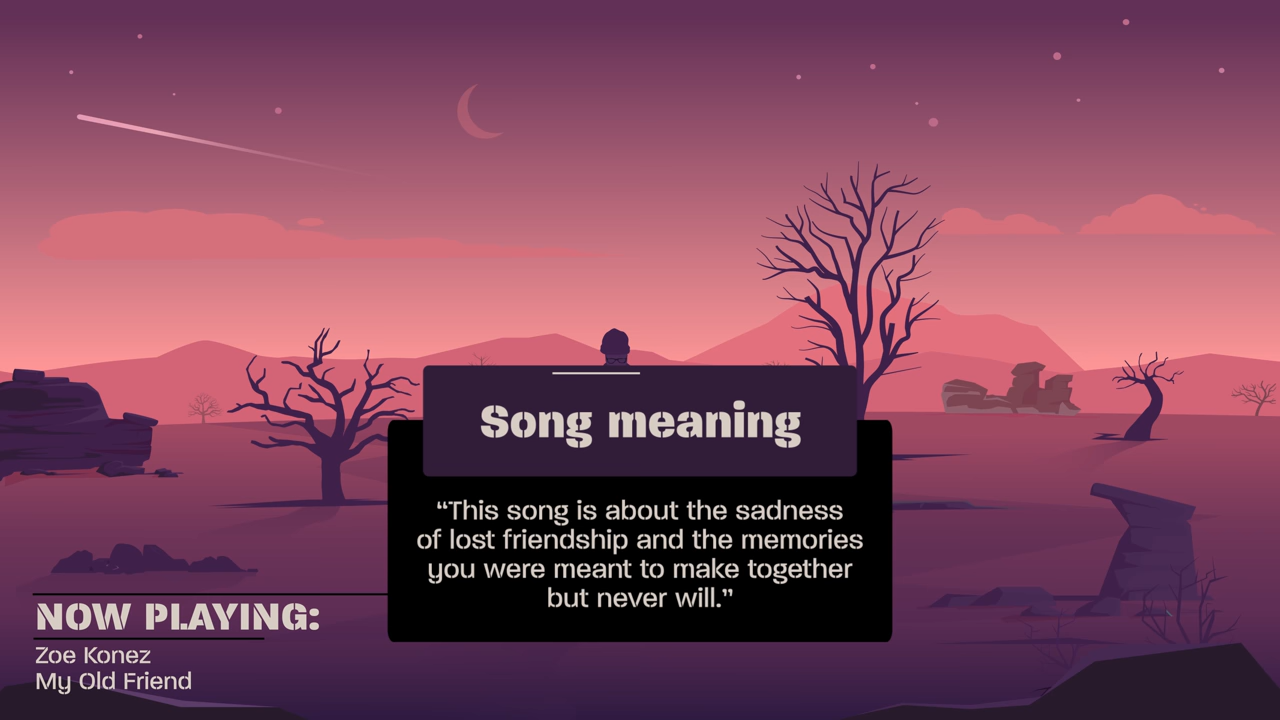 Song meaning
“This song is about the sadness
of lost friendship and the memories
you were meant to make together
but never will.”
NOW PLAYING:
Zoe Konez
My Old Friend